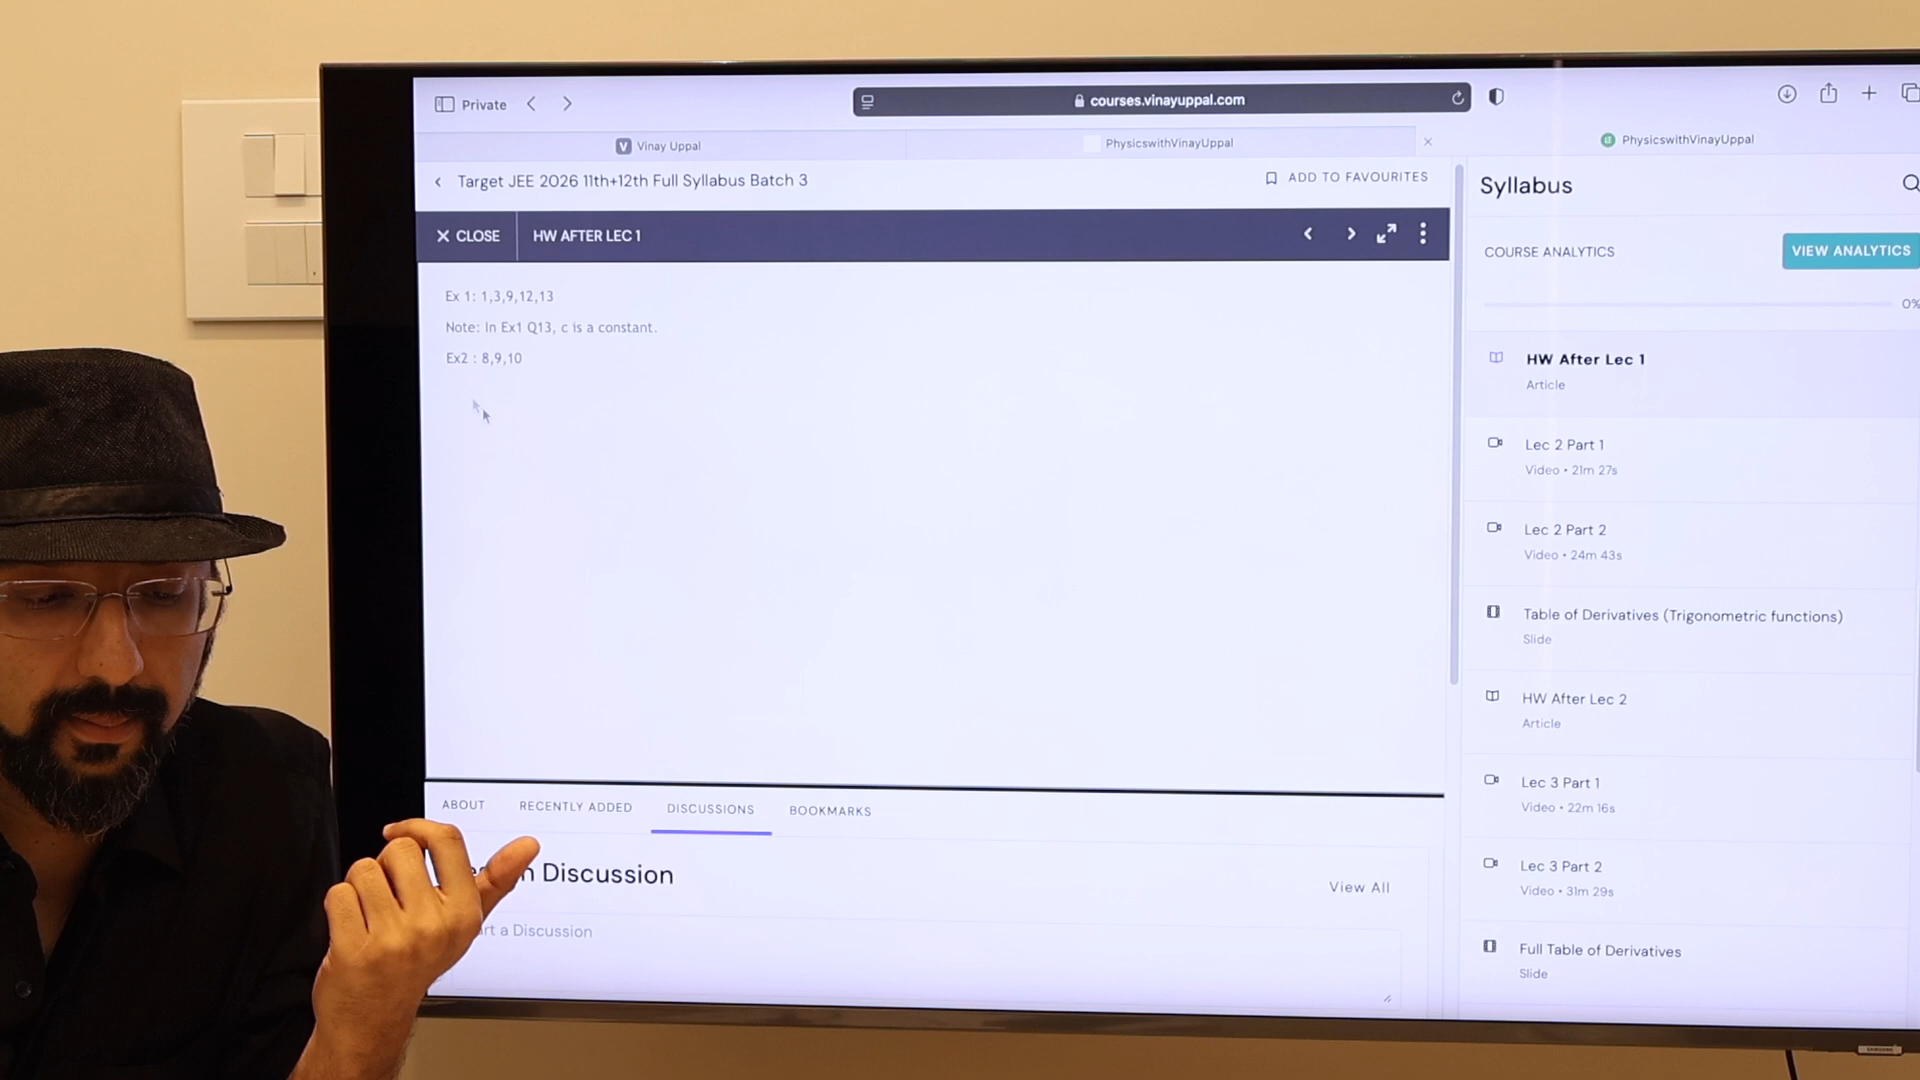 Private
courses.vinayuppal.com
V Vinay Uppal
PhysicswithVinayUppal
PhysicswithVinayUppal
Target JEE 2026 11th+12th Full Syllabus Batch 3
ADD TO FAVOURITES
CLOSE
HW AFTER LEC 1
Ex 1: 1,3,9,12,13
Note: In Ex1 Q13, c is a constant.
Ex2 : 8,9,10
ABOUT
RECENTLY ADDED
DISCUSSIONS
BOOKMARKS
Discussion
View All
a Discussion
Syllabus
COURSE ANALYTICS
VIEW ANALYTICS
0%
HW After Lec 1
Article
Lec 2 Part 1
Video • 21m 27s
Lec 2 Part 2
Video • 24m 43s
Table of Derivatives (Trigonometric functions)
Slide
HW After Lec 2
Article
Lec 3 Part 1
Video • 22m 16s
Lec 3 Part 2
Video • 31m 29s
Full Table of Derivatives
Slide
SAMSUNG